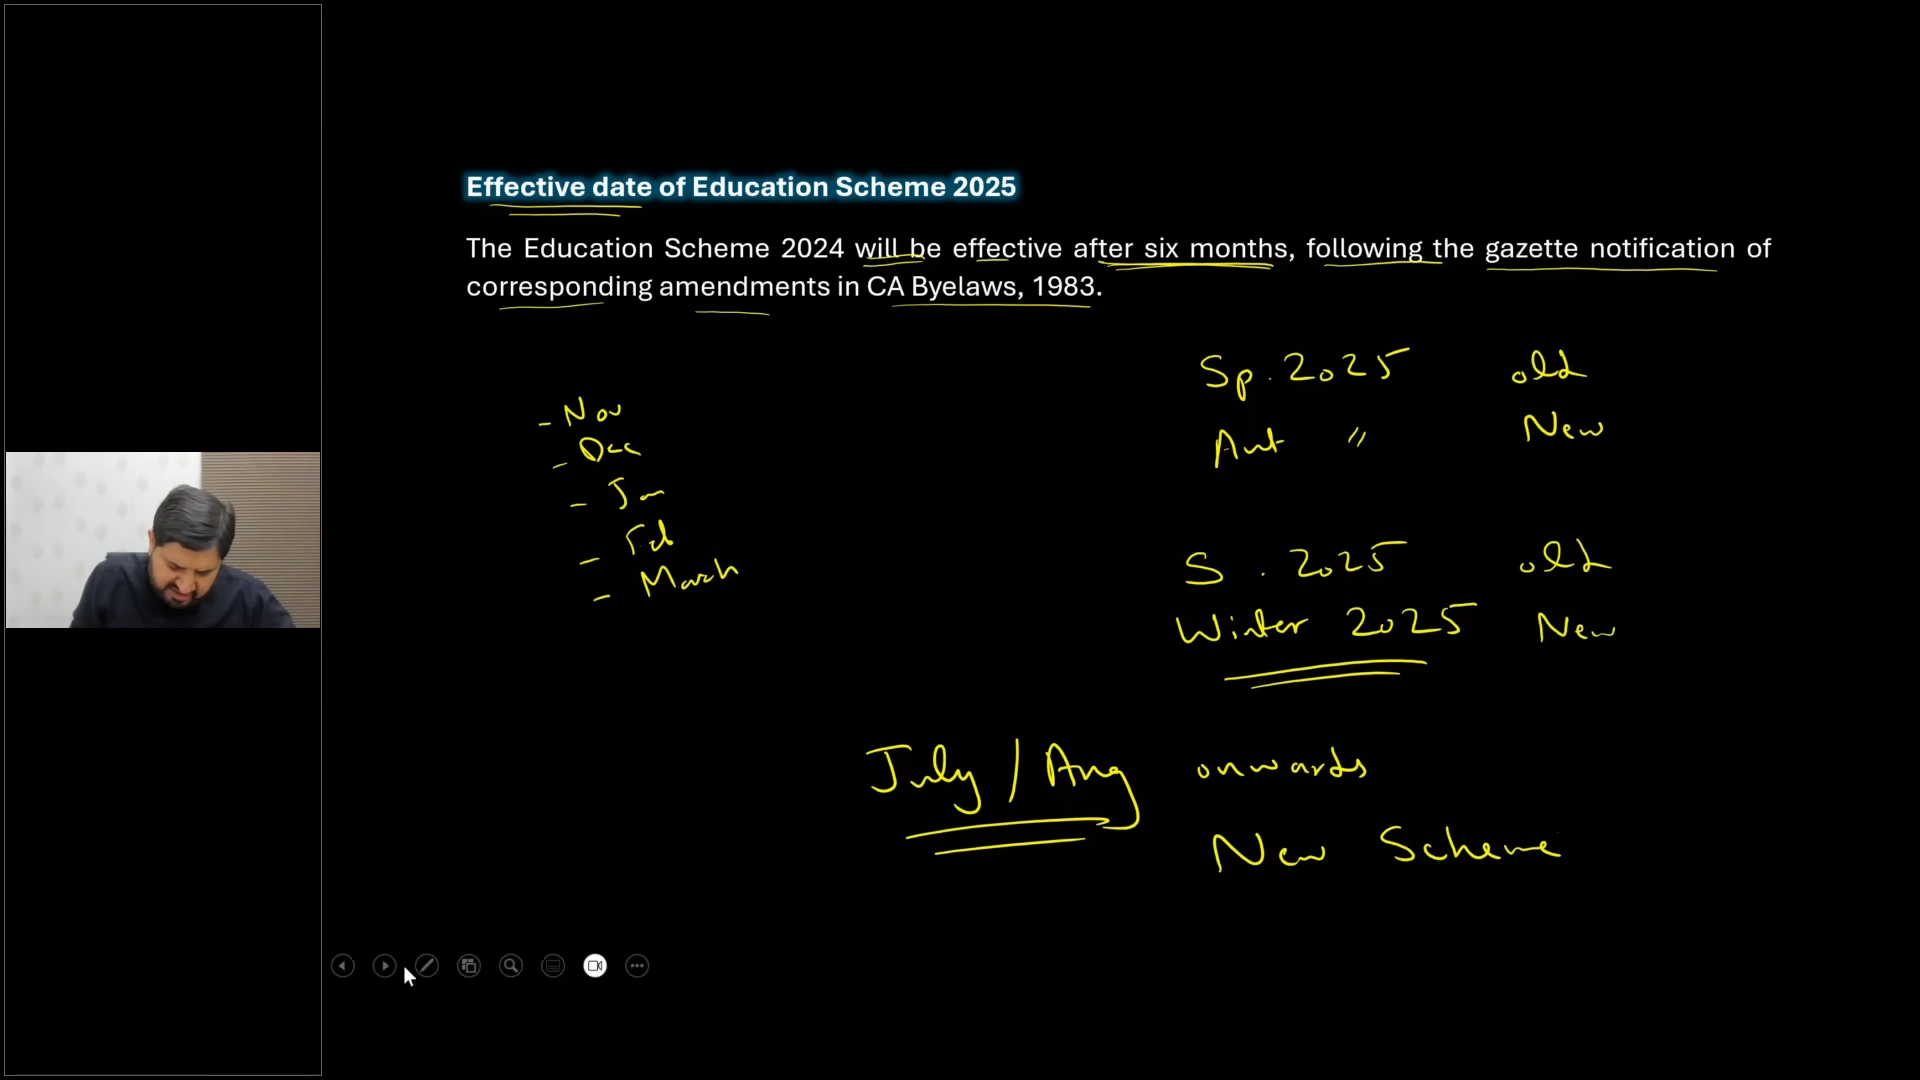 Effective date of Education Scheme 2025
The Education Scheme 2024 will be effective after six months, following the gazette notification of
corresponding amendments in CA Byelaws, 1983.
- Nov
- Dec
- Jan
- Feb
- March
Sp. 2025 old
Aut " New
S. 2025 old
Winter 2025 New
July / Aug onwards
New Scheme